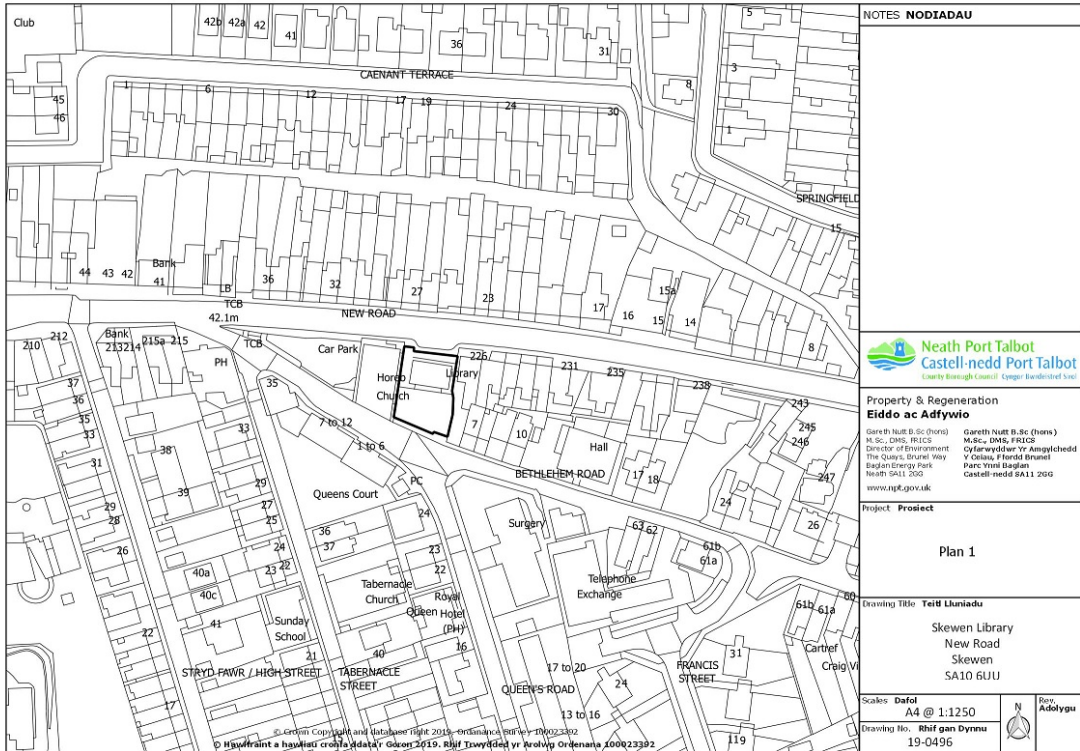 Club
42b 42a 42
41
36
31
5
3
8
1
CAENANT TERRACE
1
6
12
17 19
24
30
45
46
SPRINGFIELD
15
44 43 42
Bank
41
LB
TCB
42.1m
36
32
27
23
17
16
15a
15
14
8
NEW ROAD
210
212
Bank
213214
215a 215
PH
TCB
Car Park
Horeb
Church
Library
226
231
235
238
243
245
246
247
37
36
35
33
31
29
28
26
22
17
38
39
33
29
27
25
24
23 22
40a
40c
41
Sunday
School
21
15
35
7 to 12
1 to 6
Queens Court
PC
7
10
Hall
17
18
BETHLEHEM ROAD
24
26
36
37
24
23
22
Tabernacle
Church
Royal
Queen
Hotel
(PH)
16
40
Surgery
63 62
61b
61a
Telephone
Exchange
61b 61a
60
Cartref
Craig Vi
STRYD FAWR / HIGH STREET
TABERNACLE
STREET
QUEEN'S ROAD
17 to 20
13 to 16
24
FRANCIS
STREET
31
119
© Crown Copyright and database right 2019. Ordnance Survey 100023392
© Hawlfraint a hawliau cronfa ddata'r Goron 2019. Rhif Trwydded yr Arolwg Ordenana 100023392
NOTES NODIADAU
Neath Port Talbot
Castell-nedd Port Talbot
County Borough Council Cyngor Bwrdeistref Sirol
Property & Regeneration
Eiddo ac Adfywio
Gareth Nutt B.Sc (hons)
M.Sc., DMS, FRICS
Director of Environment
The Quays, Brunel Way
Baglan Energy Park
Neath SA11 2GG
Gareth Nutt B.Sc (hons)
M.Sc., DMS, FRICS
Cyfarwyddwr Yr Amgylchedd
Y Ceiau, Ffordd Brunel
Parc Ynni Baglan
Castell-nedd SA11 2GG
www.npt.gov.uk
Project Prosiect
Plan 1
Drawing Title Teitl Lluniadu
Skewen Library
New Road
Skewen
SA10 6UU
Scales Dafol
A4 @ 1:1250
N
Rev.
Adolygu
Drawing No. Rhif gan Dynnu
19-0496